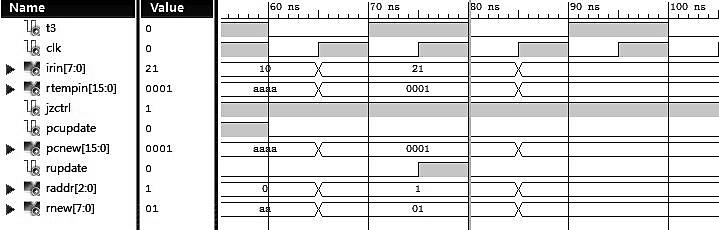 Name Value 60 ns 70 ns 80 ns 90 ns 100 ns
t3 0
clk 0
irin[7:0] 21 10 21
rtempin[15:0] 0001 aaaa 0001
jzctrl 1
pcupdate 0
pcnew[15:0] 0001 aaaa 0001
rupdate 0
raddr[2:0] 1 0 1
rnew[7:0] 01 aa 01